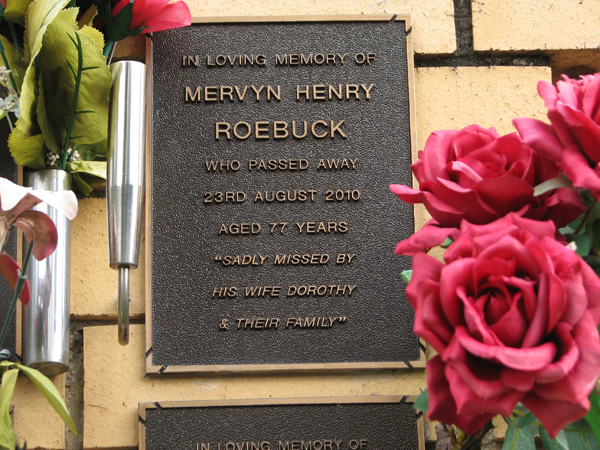 IN LOVING MEMORY OF
MERVYN HENRY
ROEBUCK
WHO PASSED AWAY
23RD AUGUST 2010
AGED 77 YEARS
"SADLY MISSED BY
HIS WIFE DOROTHY
& THEIR FAMILY"
IN LOVING MEMORY OF